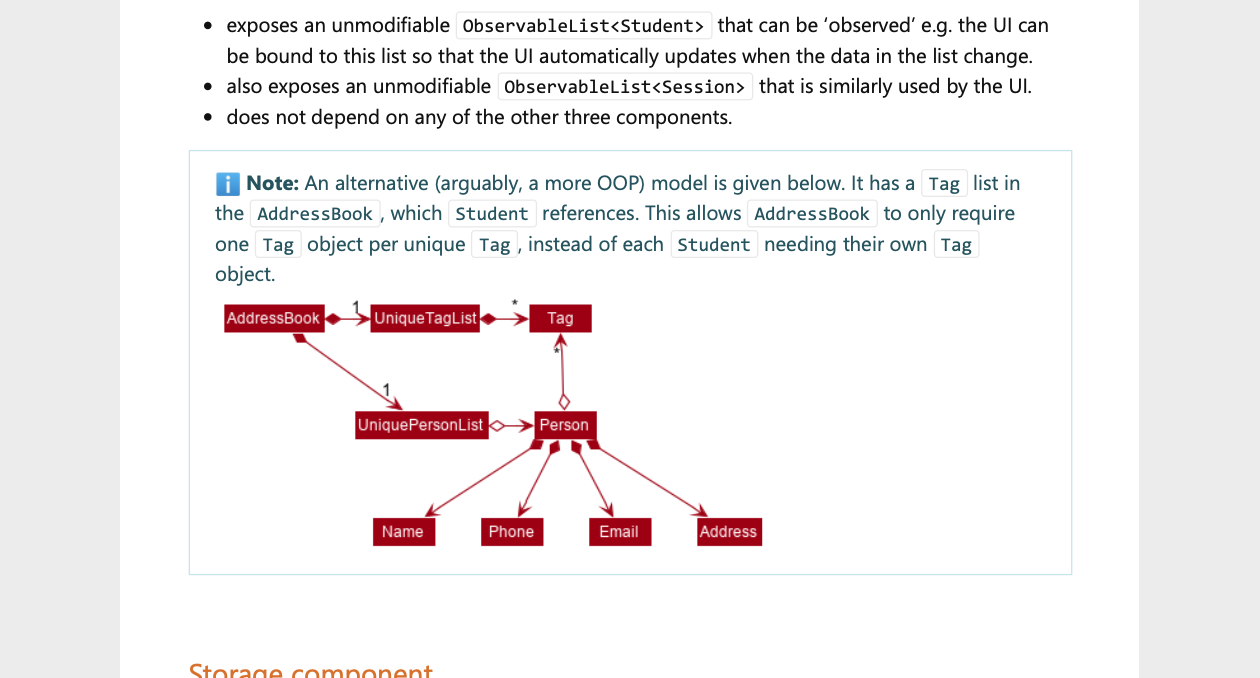 exposes an unmodifiable ObservableList<Student> that can be ‘observed’ e.g. the UI can
be bound to this list so that the UI automatically updates when the data in the list change.
also exposes an unmodifiable ObservableList<Session> that is similarly used by the UI.
does not depend on any of the other three components.
Note: An alternative (arguably, a more OOP) model is given below. It has a Tag list in
the AddressBook, which Student references. This allows AddressBook to only require
one Tag object per unique Tag, instead of each Student needing their own Tag
object.
AddressBook 1 UniqueTagList * Tag
*
1
UniquePersonList Person
Name Phone Email Address
Storage component